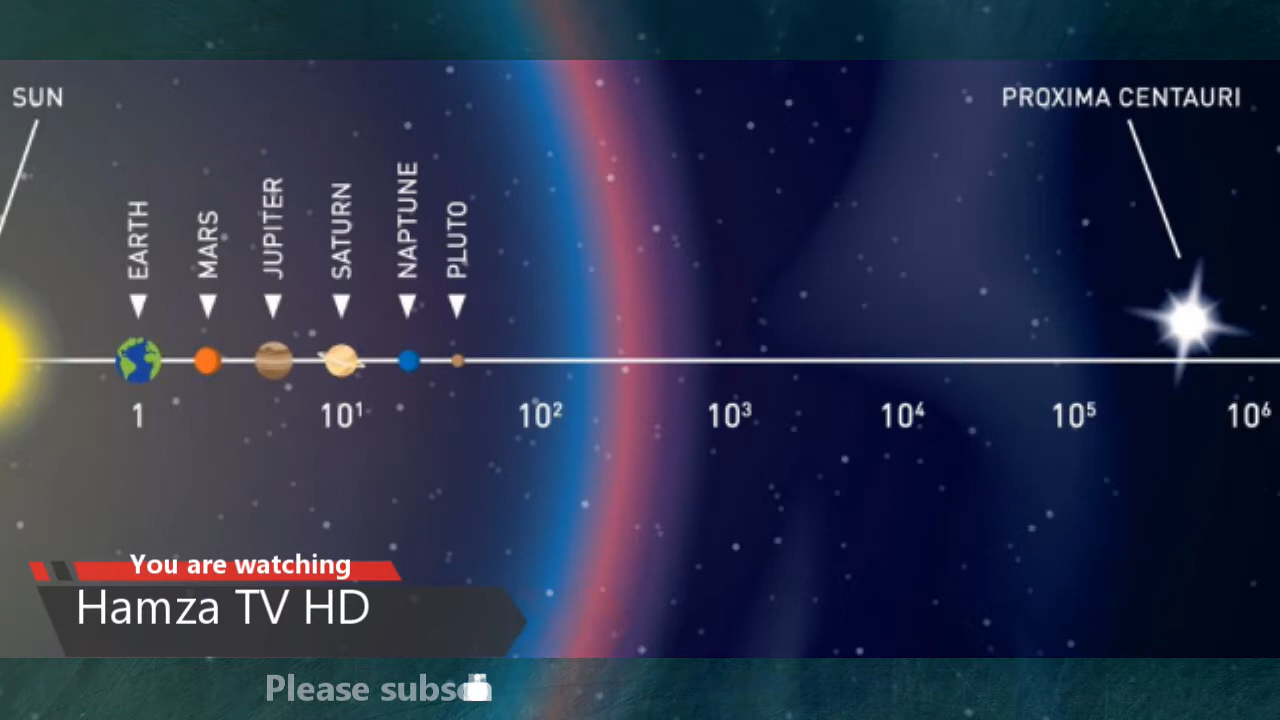 SUN
PROXIMA CENTAURI
EARTH
MARS
JUPITER
SATURN
NAPTUNE
PLUTO
1
10¹
10²
10³
10⁴
10⁵
10⁶
You are watching
Hamza TV HD
Please